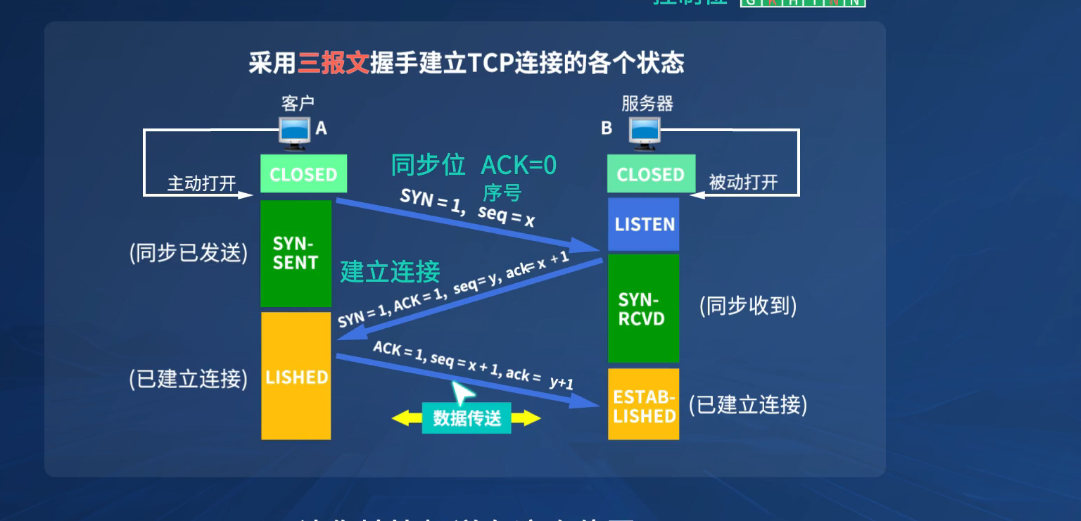 控制位
采用三报文握手建立TCP连接的各个状态
客户
A
服务器
B
CLOSED
CLOSED
主动打开
被动打开
同步位 ACK=0
序号
SYN = 1, seq = x
LISTEN
(同步已发送)
SYN-
SENT
建立连接
SYN = 1, ACK = 1, seq = y, ack= x + 1
SYN-
RCVD
(同步收到)
ACK = 1, seq = x + 1, ack = y+1
(已建立连接)
LISHED
ESTAB-
LISHED
(已建立连接)
数据传送